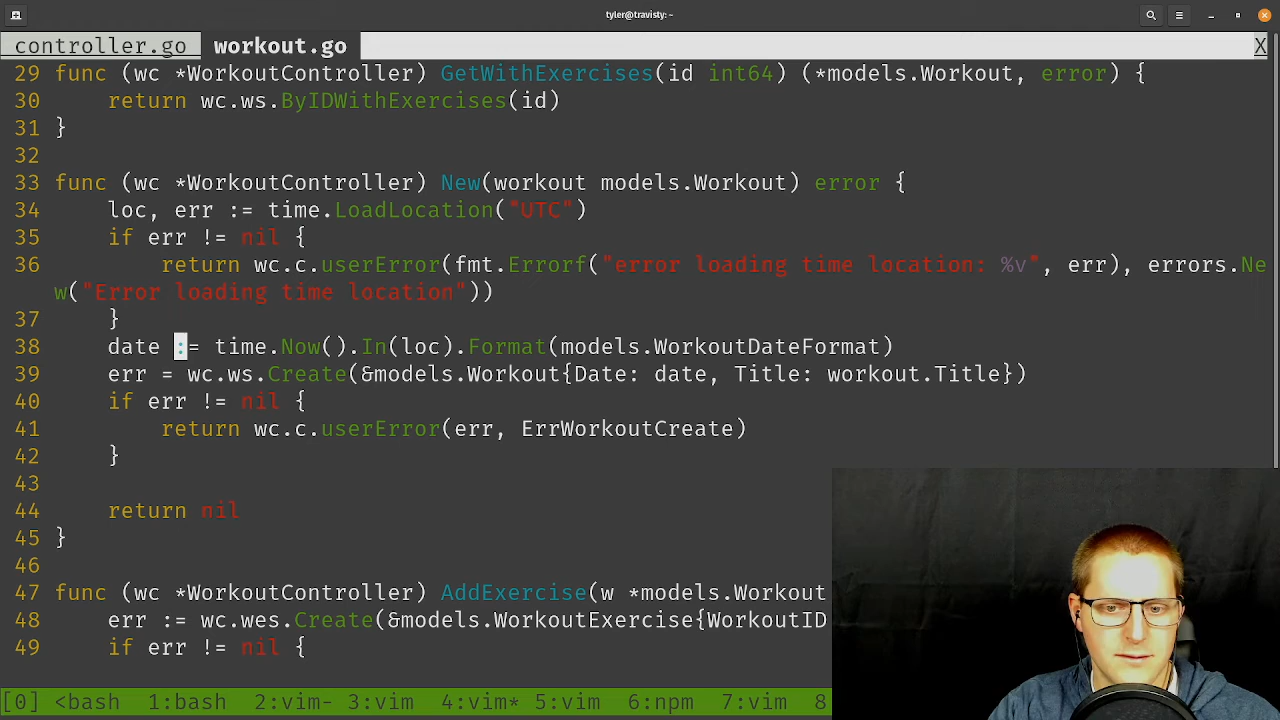 tyler@travisty: ~
controller.go workout.go X
29 func (wc *WorkoutController) GetWithExercises(id int64) (*models.Workout, error) {
30 return wc.ws.ByIDWithExercises(id)
31 }
32
33 func (wc *WorkoutController) New(workout models.Workout) error {
34 loc, err := time.LoadLocation("UTC")
35 if err != nil {
36 return wc.c.userError(fmt.Errorf("error loading time location: %v", err), errors.Ne
w("Error loading time location"))
37 }
38 date := time.Now().In(loc).Format(models.WorkoutDateFormat)
39 err = wc.ws.Create(&models.Workout{Date: date, Title: workout.Title})
40 if err != nil {
41 return wc.c.userError(err, ErrWorkoutCreate)
42 }
43
44 return nil
45 }
46
47 func (wc *WorkoutController) AddExercise(w *models.Workout
48 err := wc.wes.Create(&models.WorkoutExercise{WorkoutID
49 if err != nil {
[0] <bash 1:bash 2:vim- 3:vim 4:vim* 5:vim 6:npm 7:vim 8